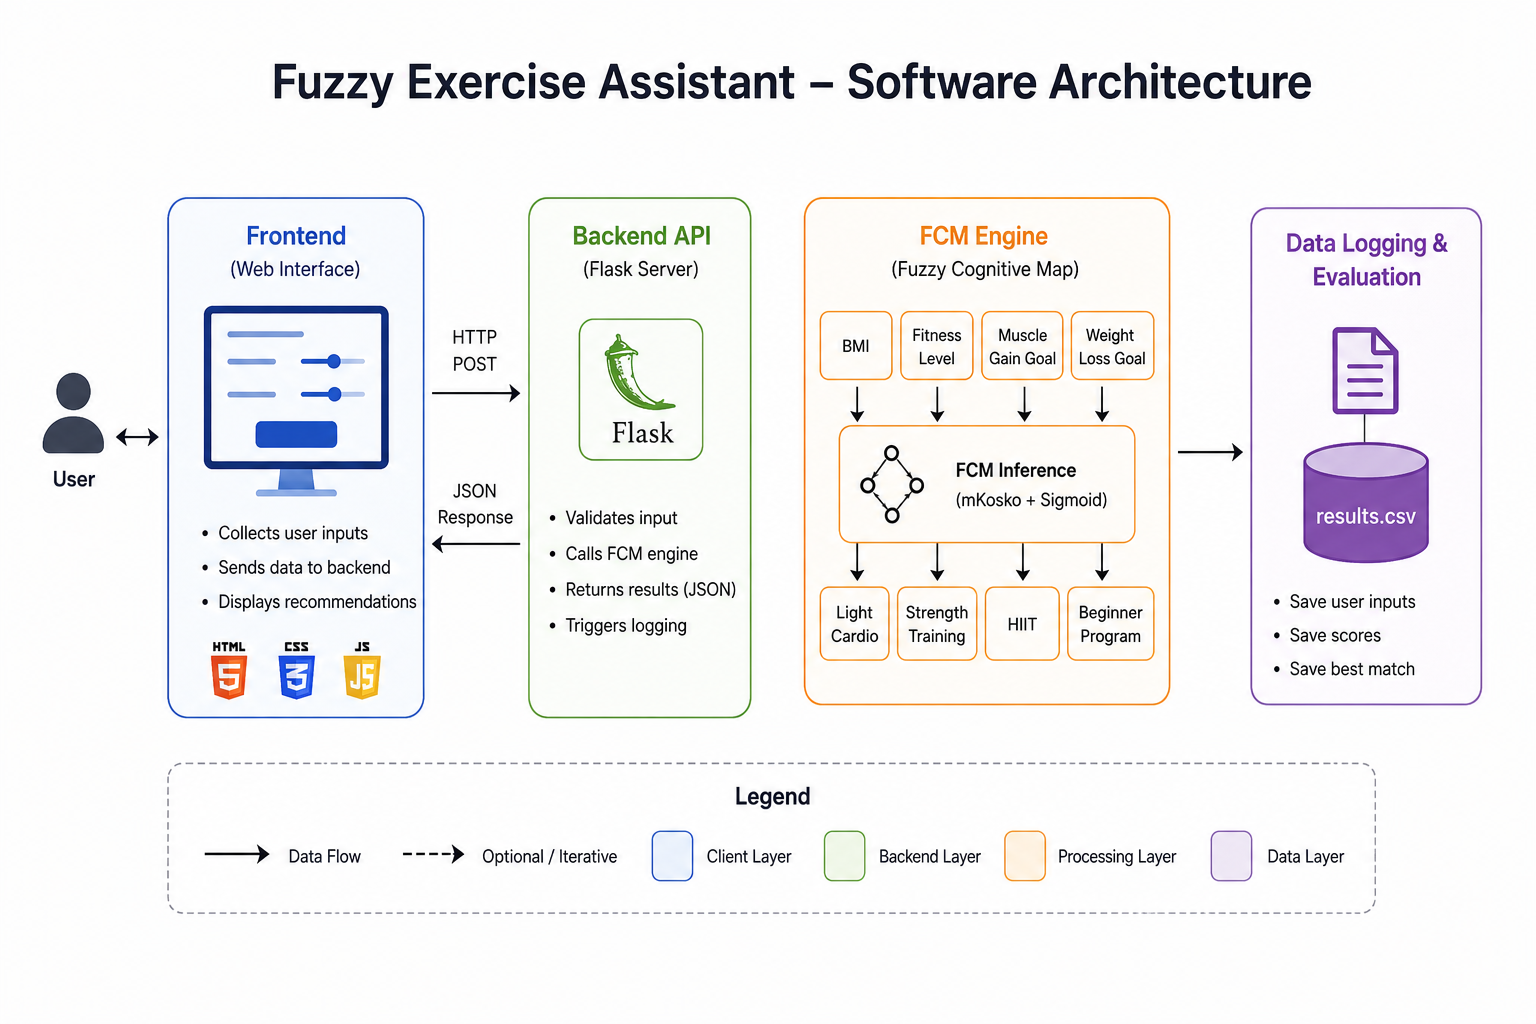 Fuzzy Exercise Assistant – Software Architecture
User
Frontend
(Web Interface)
• Collects user inputs
• Sends data to backend
• Displays recommendations
HTML
5
CSS
3
JS
JS
HTTP
POST
JSON
Response
Backend API
(Flask Server)
Flask
• Validates input
• Calls FCM engine
• Returns results (JSON)
• Triggers logging
FCM Engine
(Fuzzy Cognitive Map)
BMI
Fitness
Level
Muscle
Gain Goal
Weight
Loss Goal
FCM Inference
(mKosko + Sigmoid)
Light
Cardio
Strength
Training
HIIT
Beginner
Program
Data Logging &
Evaluation
results.csv
• Save user inputs
• Save scores
• Save best match
Legend
Data Flow
Optional / Iterative
Client Layer
Backend Layer
Processing Layer
Data Layer